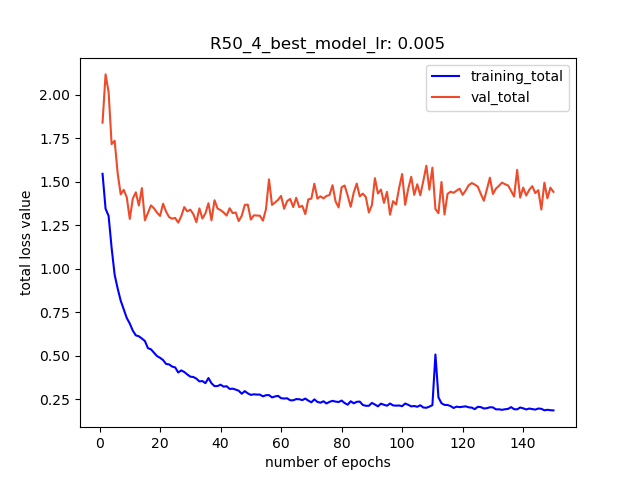 R50_4_best_model_lr: 0.005
training_total
val_total
2.00
1.75
1.50
1.25
1.00
0.75
0.50
0.25
total loss value
0 20 40 60 80 100 120 140
number of epochs